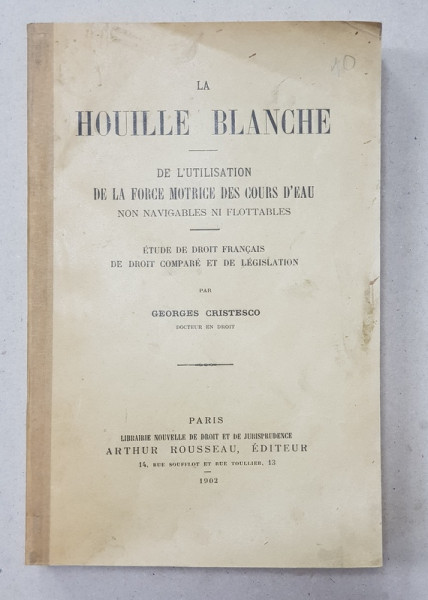 10
LA
HOUILLE BLANCHE
DE L'UTILISATION
DE LA FORCE MOTRICE DES COURS D'EAU
NON NAVIGABLES NI FLOTTABLES
ÉTUDE DE DROIT FRANÇAIS
DE DROIT COMPARÉ ET DE LÉGISLATION
PAR
GEORGES CRISTESCO
DOCTEUR EN DROIT
PARIS
LIBRAIRIE NOUVELLE DE DROIT ET DE JURISPRUDENCE
ARTHUR ROUSSEAU, ÉDITEUR
14, RUE SOUFFLOT ET RUE TOULLIER, 13
1902